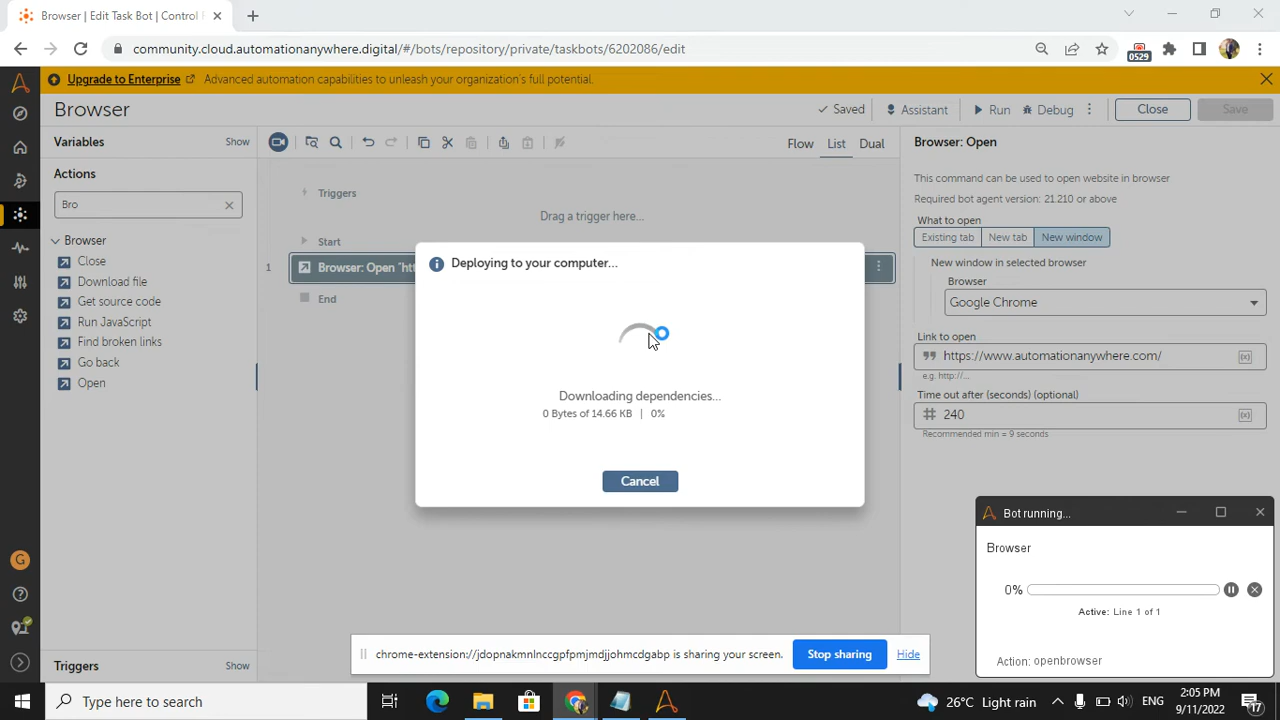 Browser | Edit Task Bot | Control
community.cloud.automationanywhere.digital/#/bots/repository/private/taskbots/6202086/edit
0529
Upgrade to Enterprise
Advanced automation capabilities to unleash your organization's full potential.
Browser
Saved
Assistant
Run
Debug
Close
Save
Variables
Show
Flow
List
Dual
Browser: Open
Actions
Bro
Browser
Close
Download file
Get source code
Run JavaScript
Find broken links
Go back
Open
Triggers
Drag a trigger here...
Start
1
Browser: Open "htt
End
Deploying to your computer...
Downloading dependencies...
0 Bytes of 14.66 KB | 0%
Cancel
This command can be used to open website in browser
Required bot agent version: 21.210 or above
What to open
Existing tab
New tab
New window
New window in selected browser
Browser
Google Chrome
Link to open
https://www.automationanywhere.com/
(x)
e.g. http://...
Time out after (seconds) (optional)
# 240
(x)
Recommended min = 9 seconds
Bot running...
Browser
0%
Active: Line 1 of 1
Action: openbrowser
G
Triggers
Show
chrome-extension://jdopnakmnlnccgpfpmjmdjjohmcdgabp is sharing your screen.
Stop sharing
Hide
Type here to search
26°C Light rain
ENG
2:05 PM
9/11/2022
17